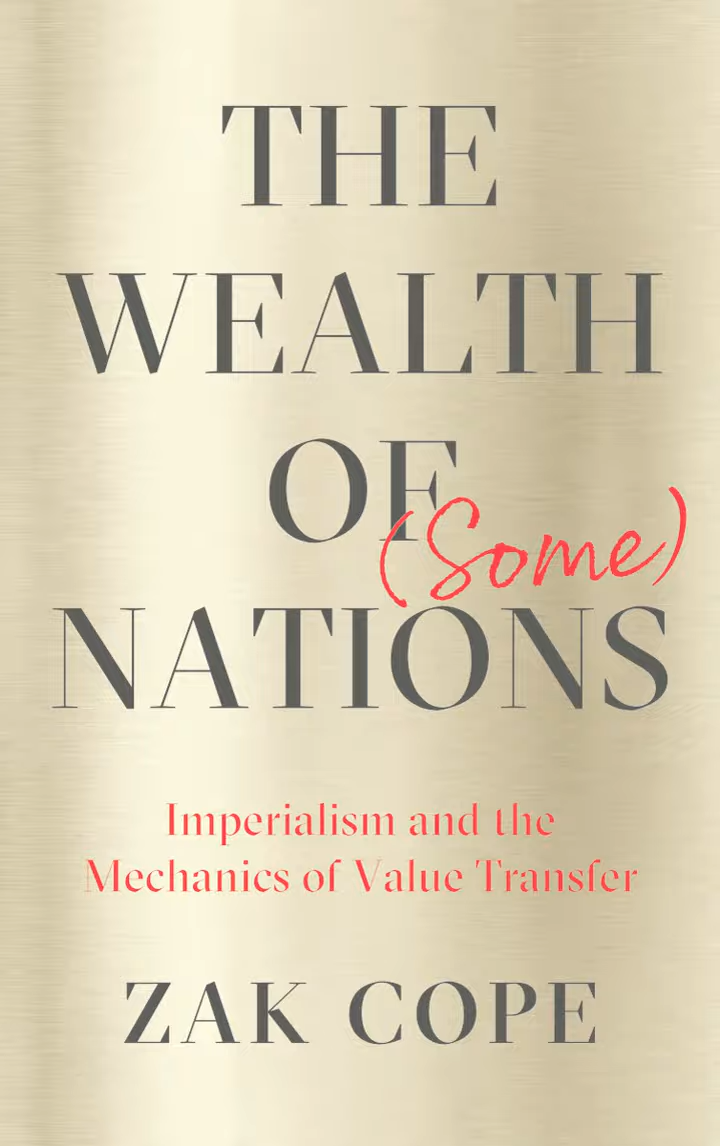 THE
WEALTH
OF
(Some)
NATIONS
Imperialism and the
Mechanics of Value Transfer
ZAK COPE